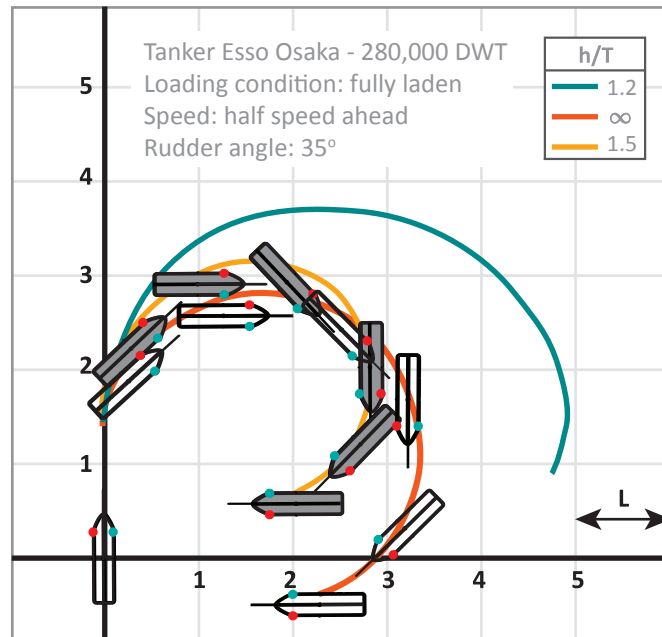 Tanker Esso Osaka - 280,000 DWT
Loading condition: fully laden
Speed: half speed ahead
Rudder angle: 35°
h/T
1.2
∞
1.5
5
4
3
2
1
L
1 2 3 4 5